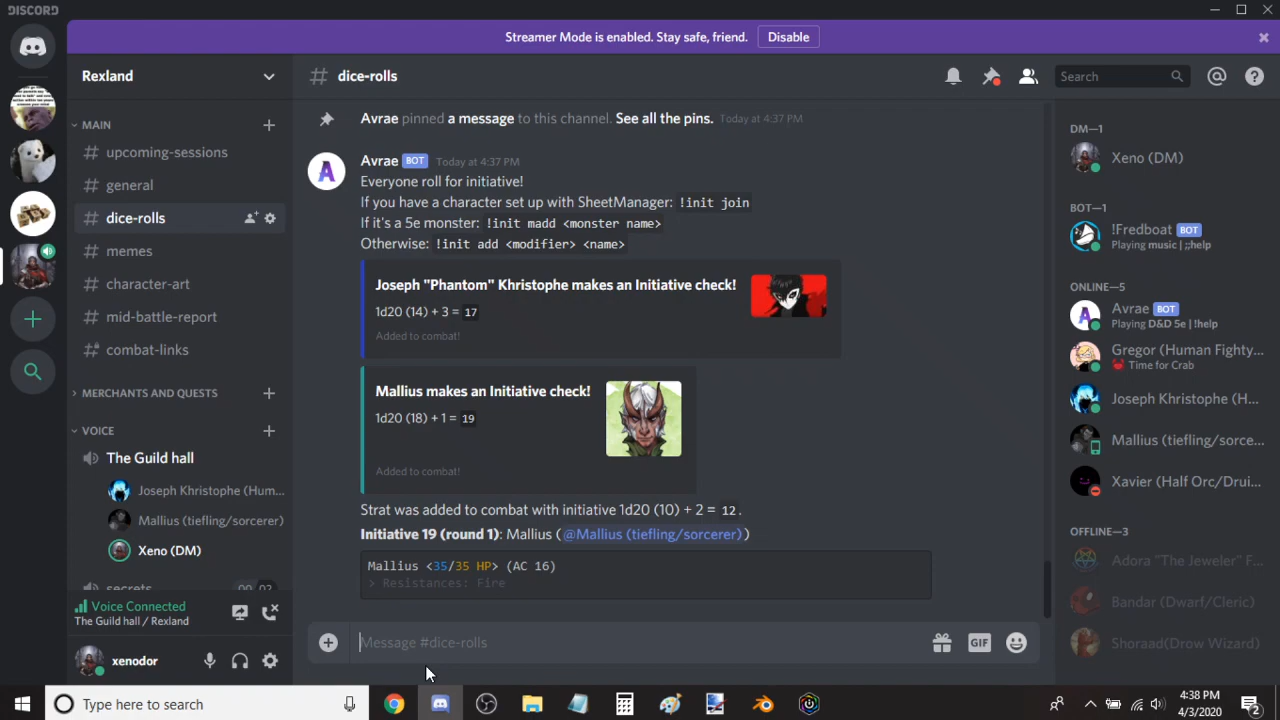 DISCORD
Streamer Mode is enabled. Stay safe, friend.
Disable
Rexland
# dice-rolls
Search
MAIN
# upcoming-sessions
# general
# dice-rolls
# memes
# character-art
# mid-battle-report
# combat-links
MERCHANTS AND QUESTS
VOICE
The Guild hall
Joseph Khristophe (Hum...
Mallius (tiefling/sorcerer)
Xeno (DM)
secrets
Voice Connected
The Guild hall / Rexland
xenodor
Avrae pinned a message to this channel. See all the pins. Today at 4:37 PM
A
Avrae BOT Today at 4:37 PM
Everyone roll for initiative!
If you have a character set up with SheetManager: !init join
If it's a 5e monster: !init madd <monster name>
Otherwise: !init add <modifier> <name>
Joseph "Phantom" Khristophe makes an Initiative check!
1d20 (14) + 3 = 17
Added to combat!
Mallius makes an Initiative check!
1d20 (18) + 1 = 19
Added to combat!
Strat was added to combat with initiative 1d20 (10) + 2 = 12.
Initiative 19 (round 1): Mallius (@Mallius (tiefling/sorcerer))
Mallius <35/35 HP> (AC 16)
> Resistances: Fire
Message #dice-rolls
GIF
DM—1
Xeno (DM)
BOT—1
!Fredboat BOT
Playing music | ;;help
ONLINE—5
A
Avrae BOT
Playing D&D 5e | !help
Gregor (Human Fighty...
Time for Crab
Joseph Khristophe (H...
Mallius (tiefling/sorce...
Xavier (Half Orc/Drui...
OFFLINE—3
Adora "The Jeweler" F...
Bandar (Dwarf/Cleric)
Shoraad(Drow Wizard)
Type here to search
4:38 PM
4/3/2020
2